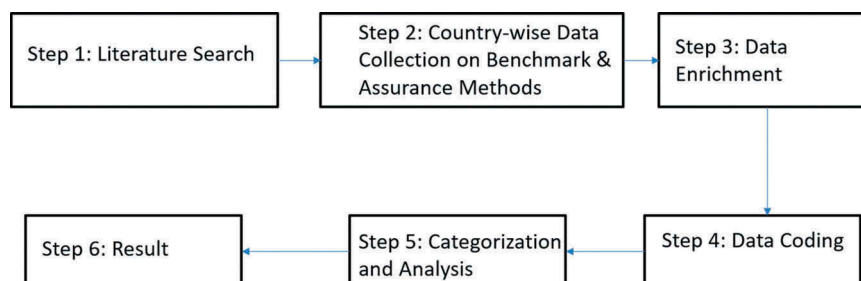 Step 1: Literature Search
Step 2: Country-wise Data
Collection on Benchmark &
Assurance Methods
Step 3: Data
Enrichment
Step 4: Data Coding
Step 5: Categorization
and Analysis
Step 6: Result